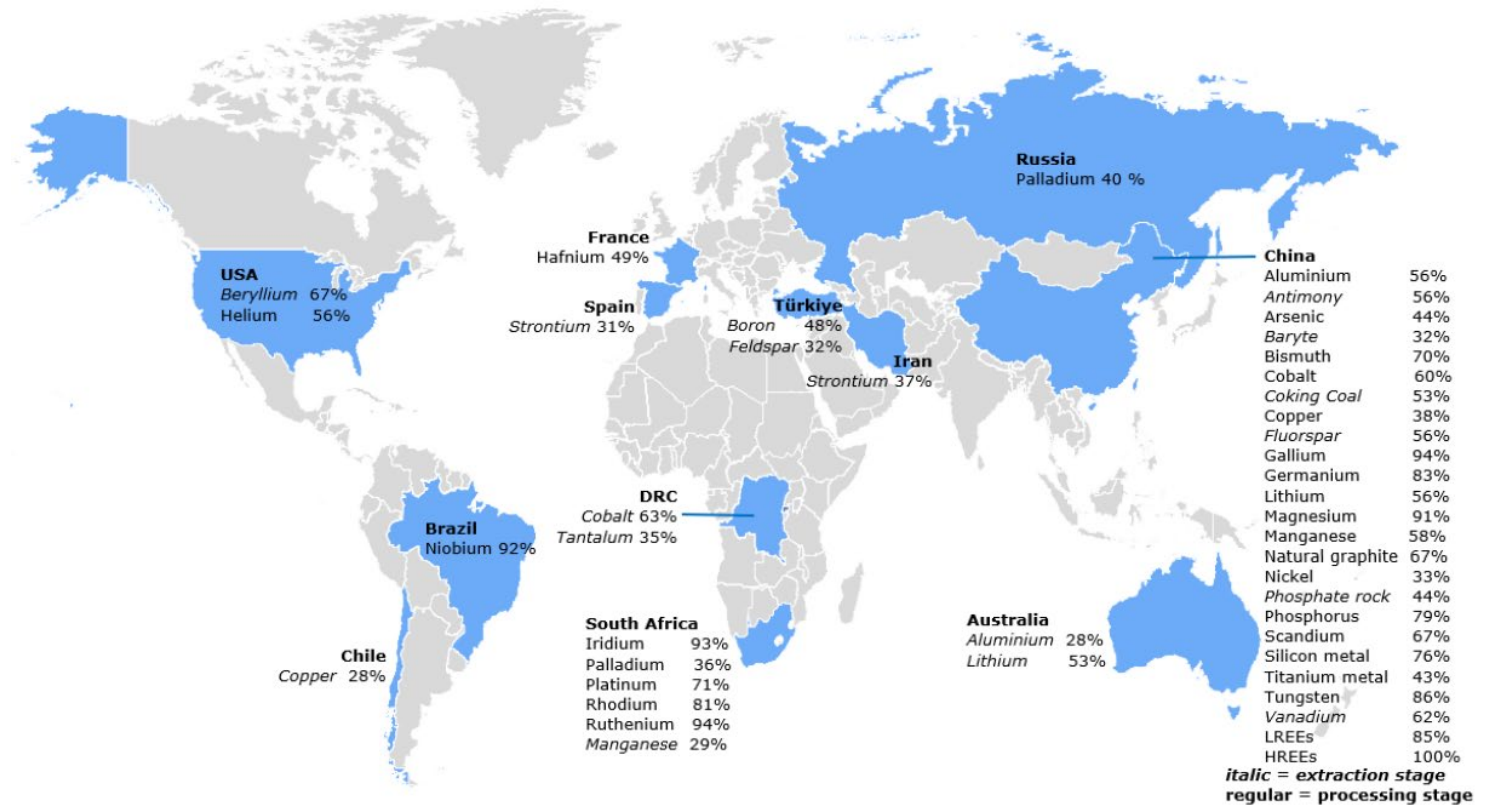 Russia
Palladium 40 %
France
Hafnium 49%
USA
Beryllium 67%
Helium 56%
Spain
Strontium 31%
Türkiye
Boron 48%
Feldspar 32%
Iran
Strontium 37%
China
Aluminium 56%
Antimony 56%
Arsenic 44%
Baryte 32%
Bismuth 70%
Cobalt 60%
Coking Coal 53%
Copper 38%
Fluorspar 56%
Gallium 94%
Germanium 83%
Lithium 56%
Magnesium 91%
Manganese 58%
Natural graphite 67%
Nickel 33%
Phosphate rock 44%
Phosphorus 79%
Scandium 67%
Silicon metal 76%
Titanium metal 43%
Tungsten 86%
Vanadium 62%
LREEs 85%
HREEs 100%
DRC
Cobalt 63%
Tantalum 35%
Brazil
Niobium 92%
South Africa
Iridium 93%
Palladium 36%
Platinum 71%
Rhodium 81%
Ruthenium 94%
Manganese 29%
Australia
Aluminium 28%
Lithium 53%
Chile
Copper 28%
italic = extraction stage
regular = processing stage